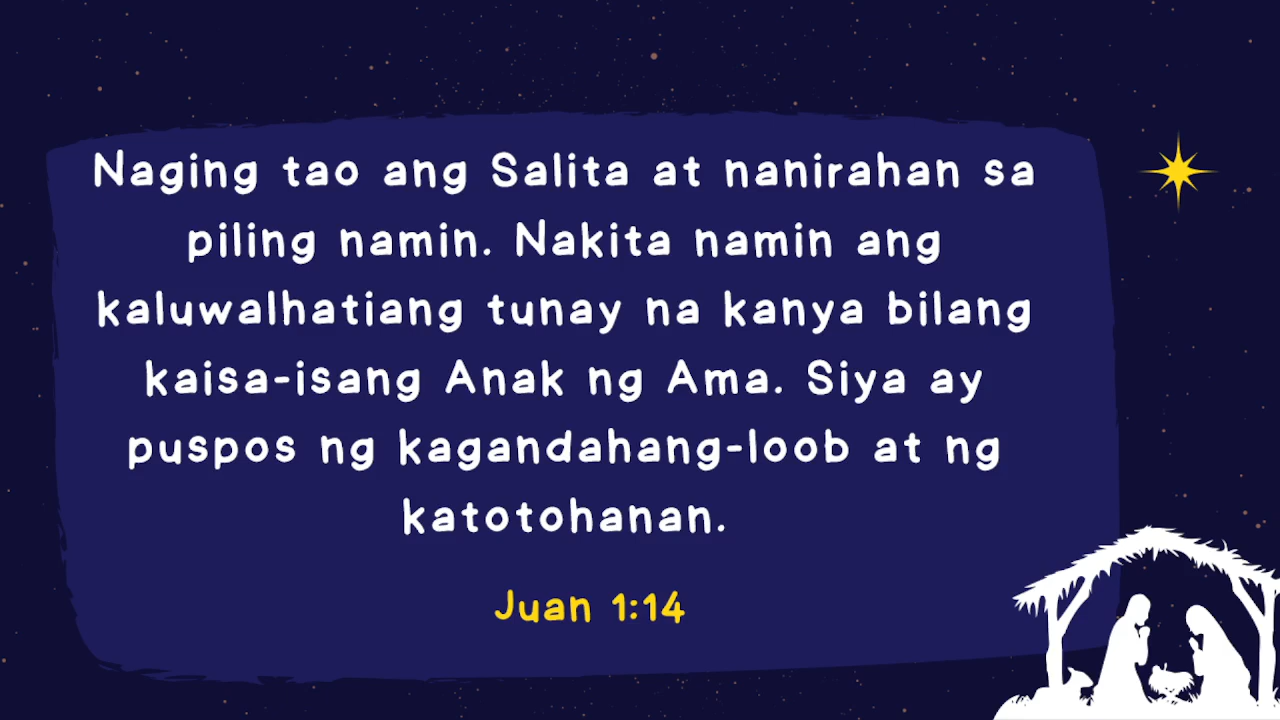 Naging tao ang Salita at nanirahan sa
piling namin. Nakita namin ang
kaluwalhatiang tunay na kanya bilang
kaisa-isang Anak ng Ama. Siya ay
puspos ng kagandahang-loob at ng
katotohanan.
Juan 1:14